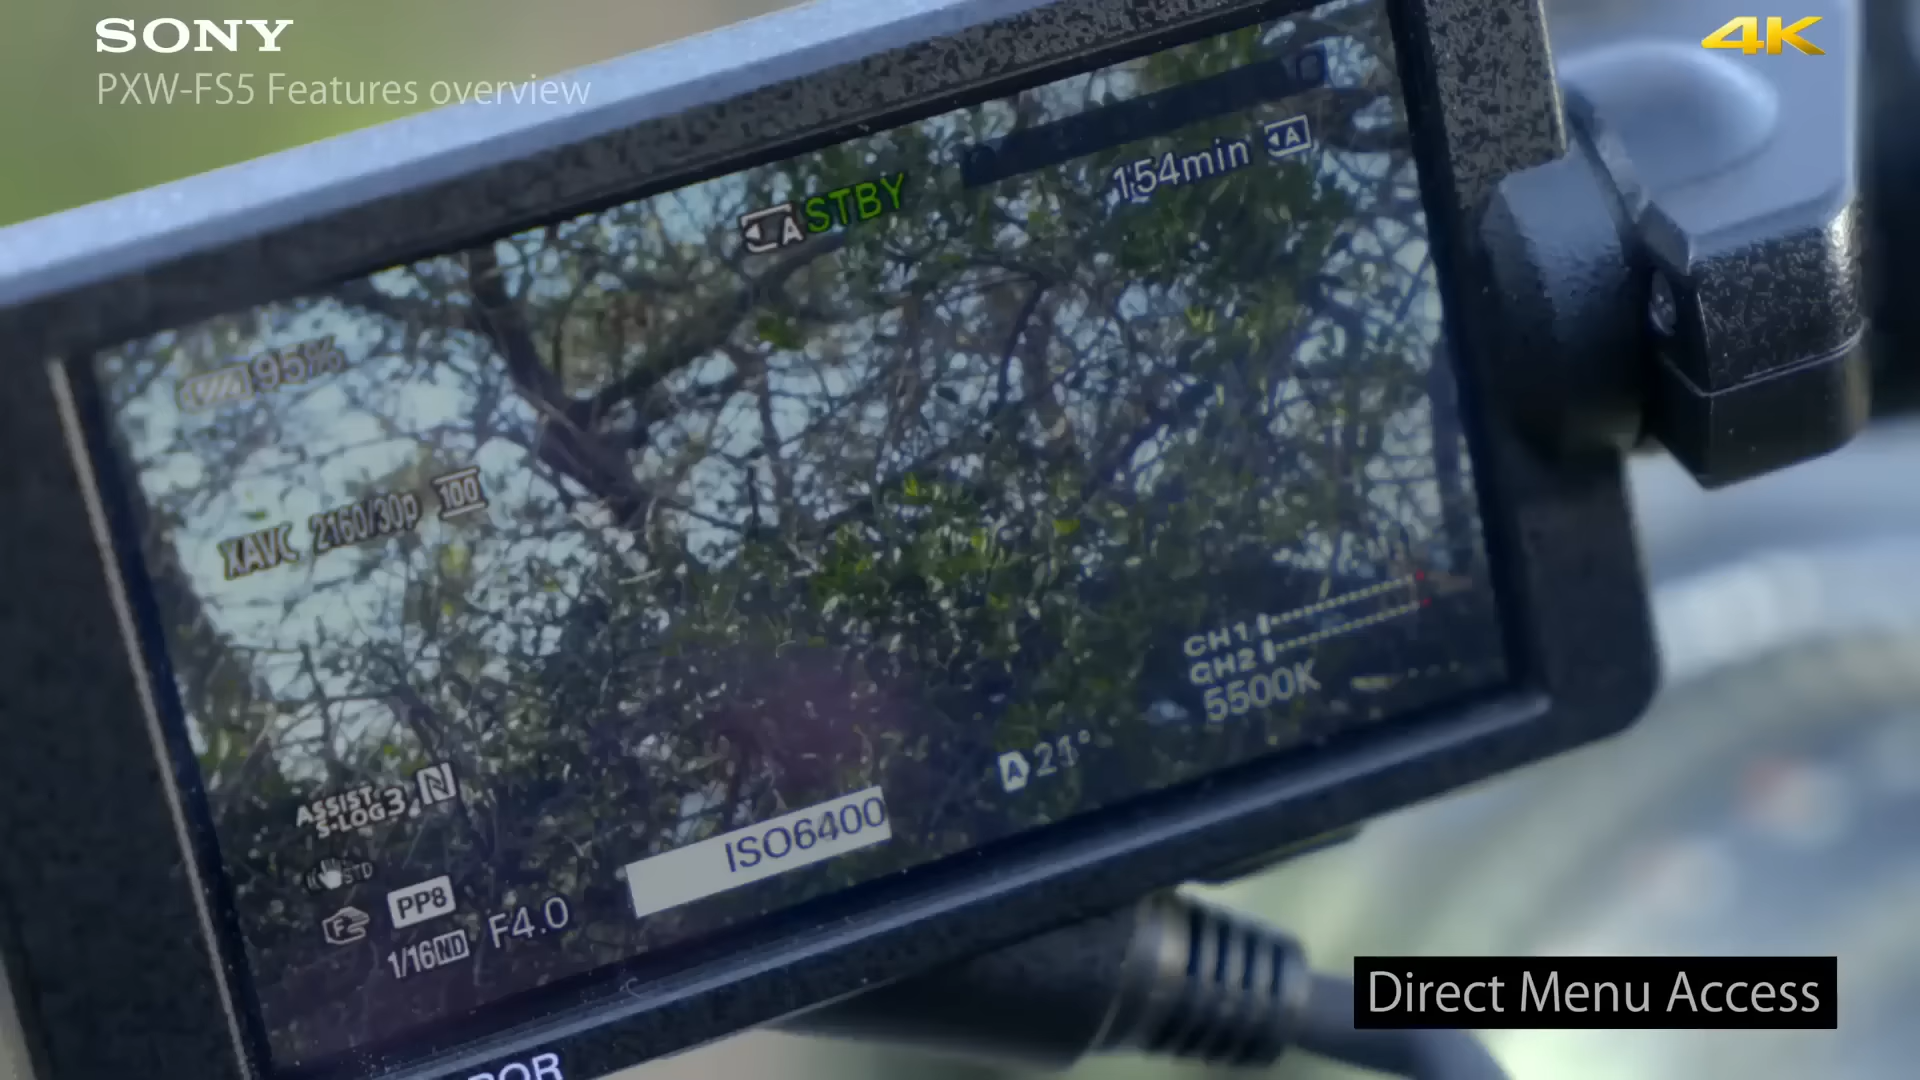 SONY
PXW-FS5 Features overview
4K
A STBY
154min A
95%
XAVC 2160/30p 100
CH1
CH2
5500K
ASSIST N
S-LOG3
A 21°
STD
ISO6400
F PP8
1/16ND F4.0
Direct Menu Access